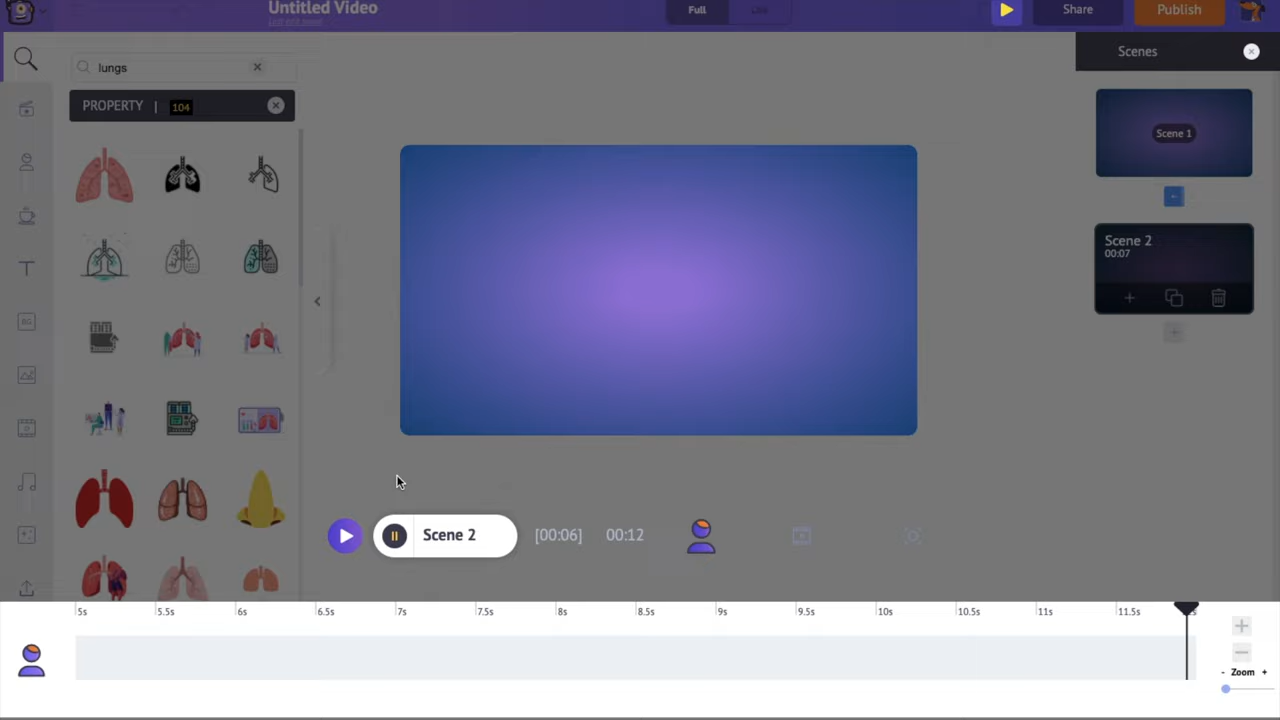 Untitled Video
Full
Share
Publish
lungs
Scenes
PROPERTY | 104
Scene 1
Scene 2
00:07
BG
Scene 2
[00:06]
00:12
5s
5.5s
6s
6.5s
7s
7.5s
8s
8.5s
9s
9.5s
10s
10.5s
11s
11.5s
- Zoom +